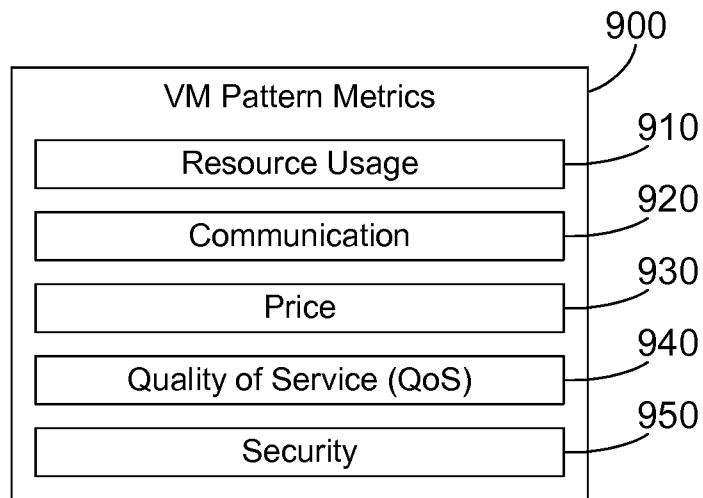 900
VM Pattern Metrics
910
Resource Usage
920
Communication
930
Price
940
Quality of Service (QoS)
950
Security